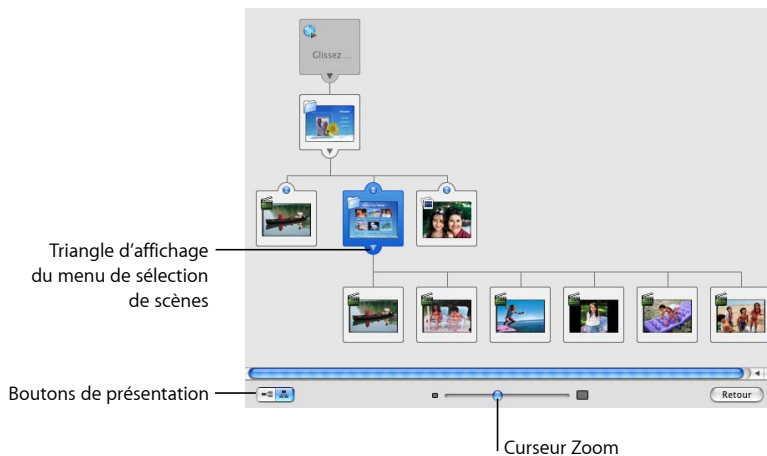 Glissez ...
Triangle d’affichage
du menu de sélection
de scènes
Boutons de présentation
Retour
Curseur Zoom